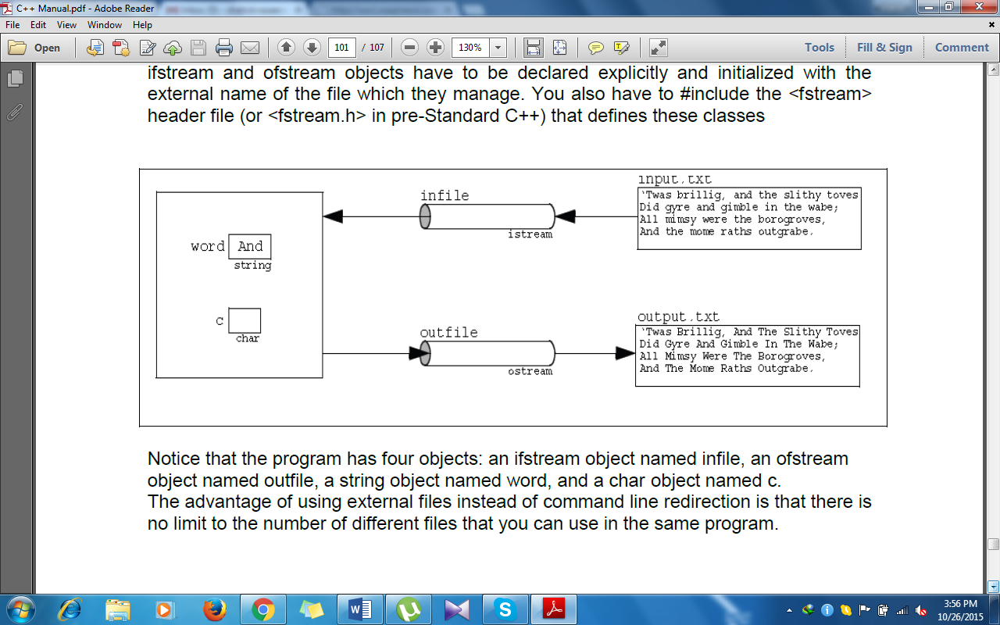 C++ Manual.pdf - Adobe Reader
File Edit View Window Help
Open 101 / 107 130% Tools Fill & Sign Comment
ifstream and ofstream objects have to be declared explicitly and initialized with the
external name of the file which they manage. You also have to #include the <fstream>
header file (or <fstream.h> in pre-Standard C++) that defines these classes
word And
string
c
char
infile
istream
input.txt
'Twas brillig, and the slithy toves
Did gyre and gimble in the wabe;
All mimsy were the borogroves,
And the mome raths outgrabe.
outfile
ostream
output.txt
'Twas Brillig, And The Slithy Toves
Did Gyre And Gimble In The Wabe;
All Mimsy Were The Borogroves,
And The Mome Raths Outgrabe.
Notice that the program has four objects: an ifstream object named infile, an ofstream
object named outfile, a string object named word, and a char object named c.
The advantage of using external files instead of command line redirection is that there is
no limit to the number of different files that you can use in the same program.
3:56 PM
10/26/2015